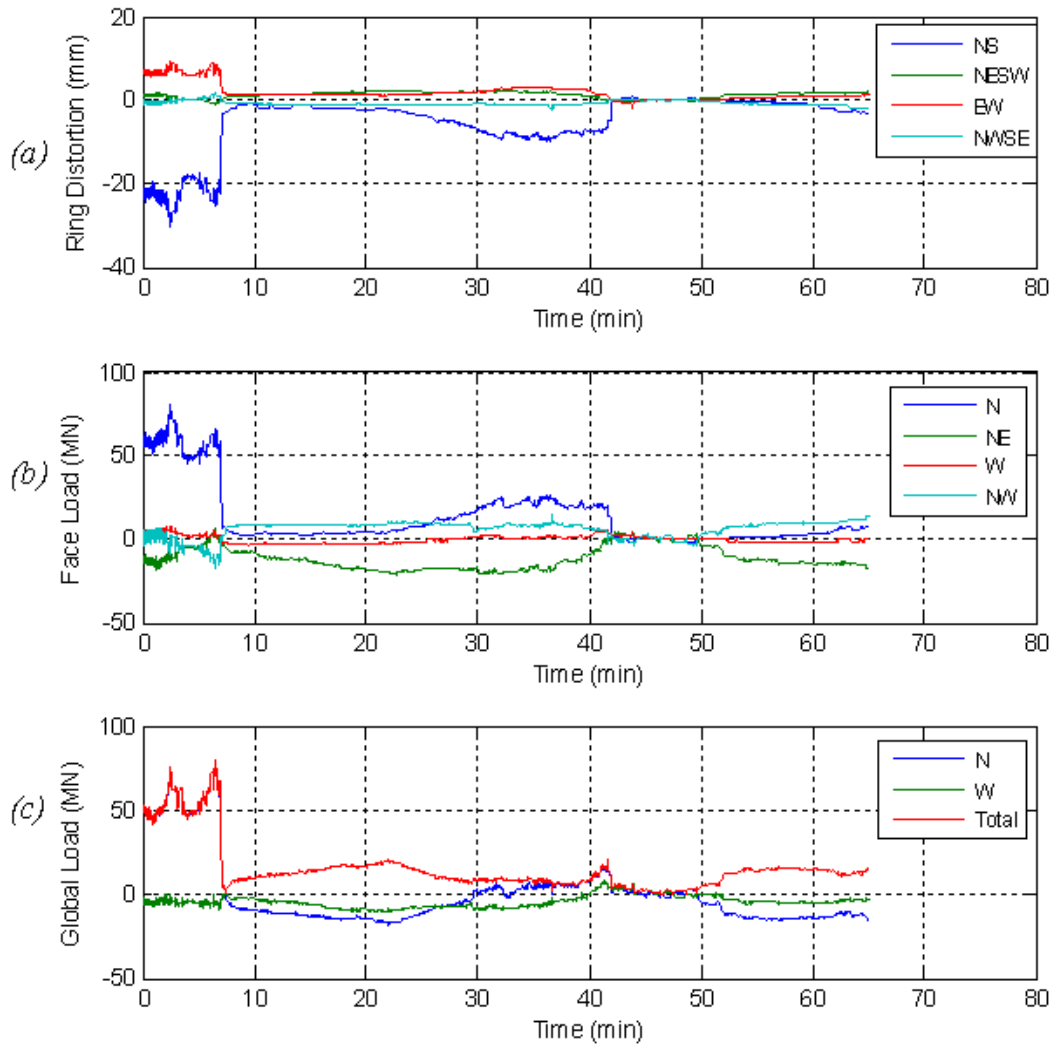 20
0
-20
-40
Ring Distortion (mm)
(a)
NS
NESW
EW
NWSE
0 10 20 30 40 50 60 70 80
Time (min)
100
50
0
-50
Face Load (MN)
(b)
N
NE
W
NW
0 10 20 30 40 50 60 70 80
Time (min)
100
50
0
-50
Global Load (MN)
(c)
N
W
Total
0 10 20 30 40 50 60 70 80
Time (min)